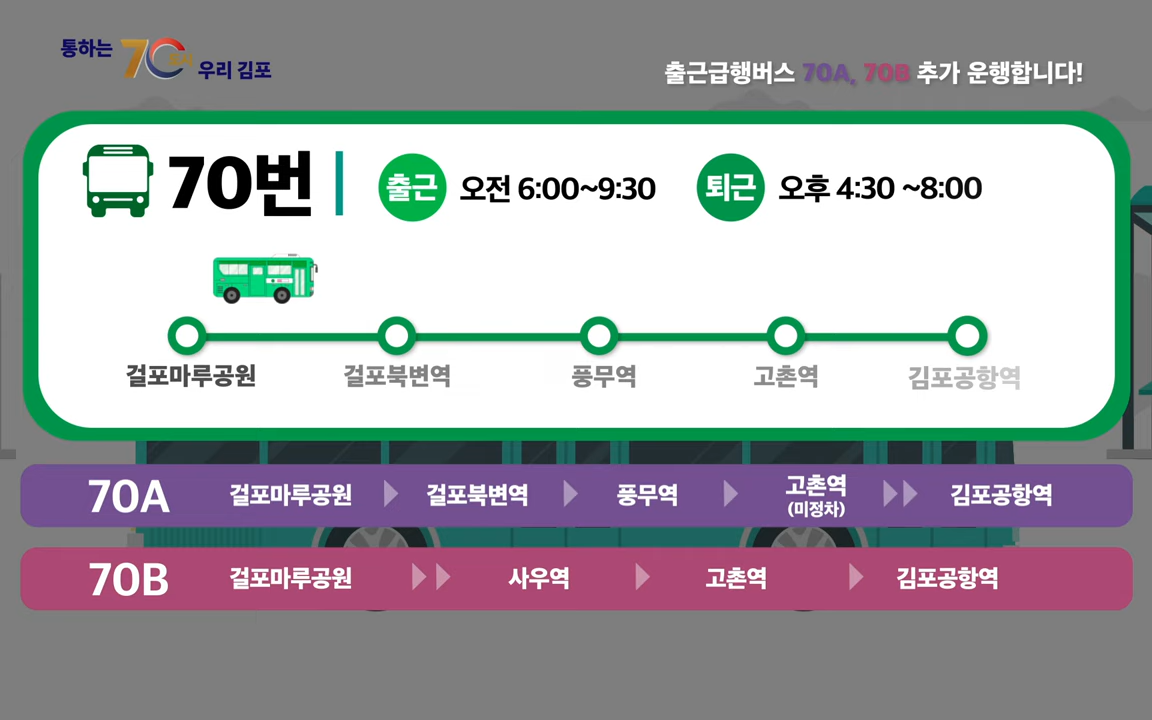 통하는 70 우리 김포
출근급행버스 70A, 70B 추가 운행합니다!
70번 출근 오전 6:00~9:30 퇴근 오후 4:30 ~8:00
걸포마루공원 걸포북변역 풍무역 고촌역 김포공항역
70A 걸포마루공원 걸포북변역 풍무역 고촌역 김포공항역
(미정차)
70B 걸포마루공원 사우역 고촌역 김포공항역